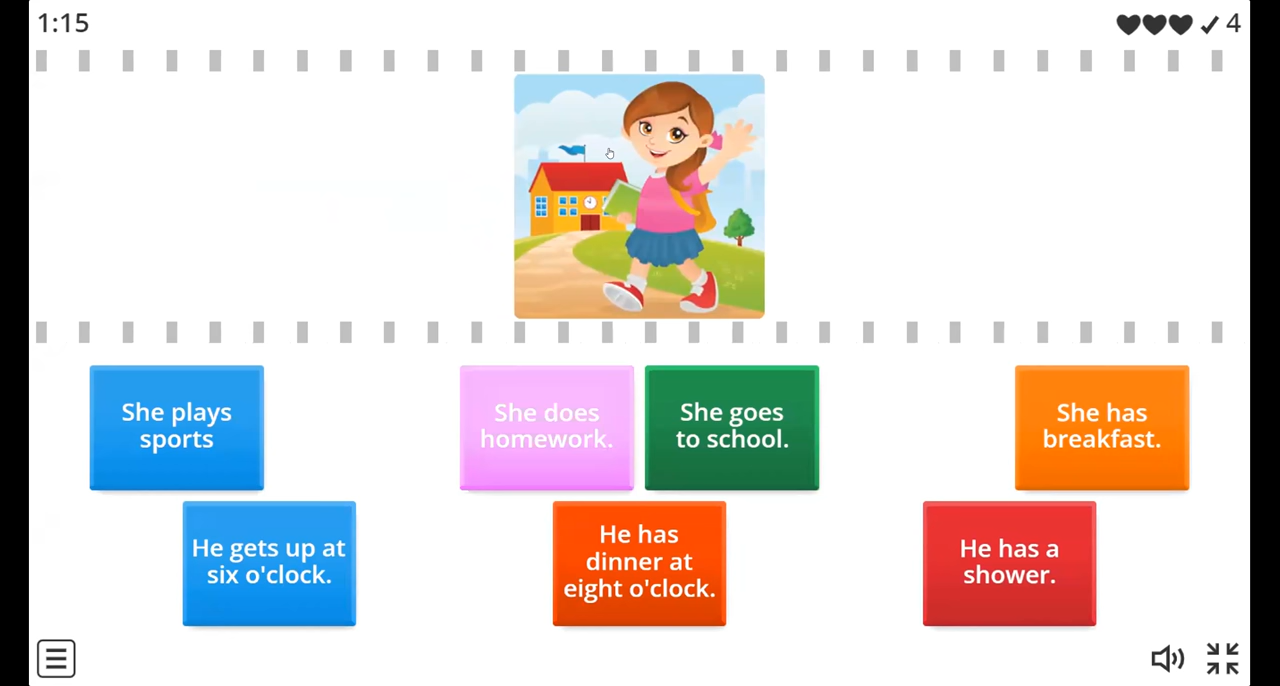 1:15
✓ 4
She plays
sports
She does
homework.
She goes
to school.
She has
breakfast.
He gets up at
six o'clock.
He has
dinner at
eight o'clock.
He has a
shower.